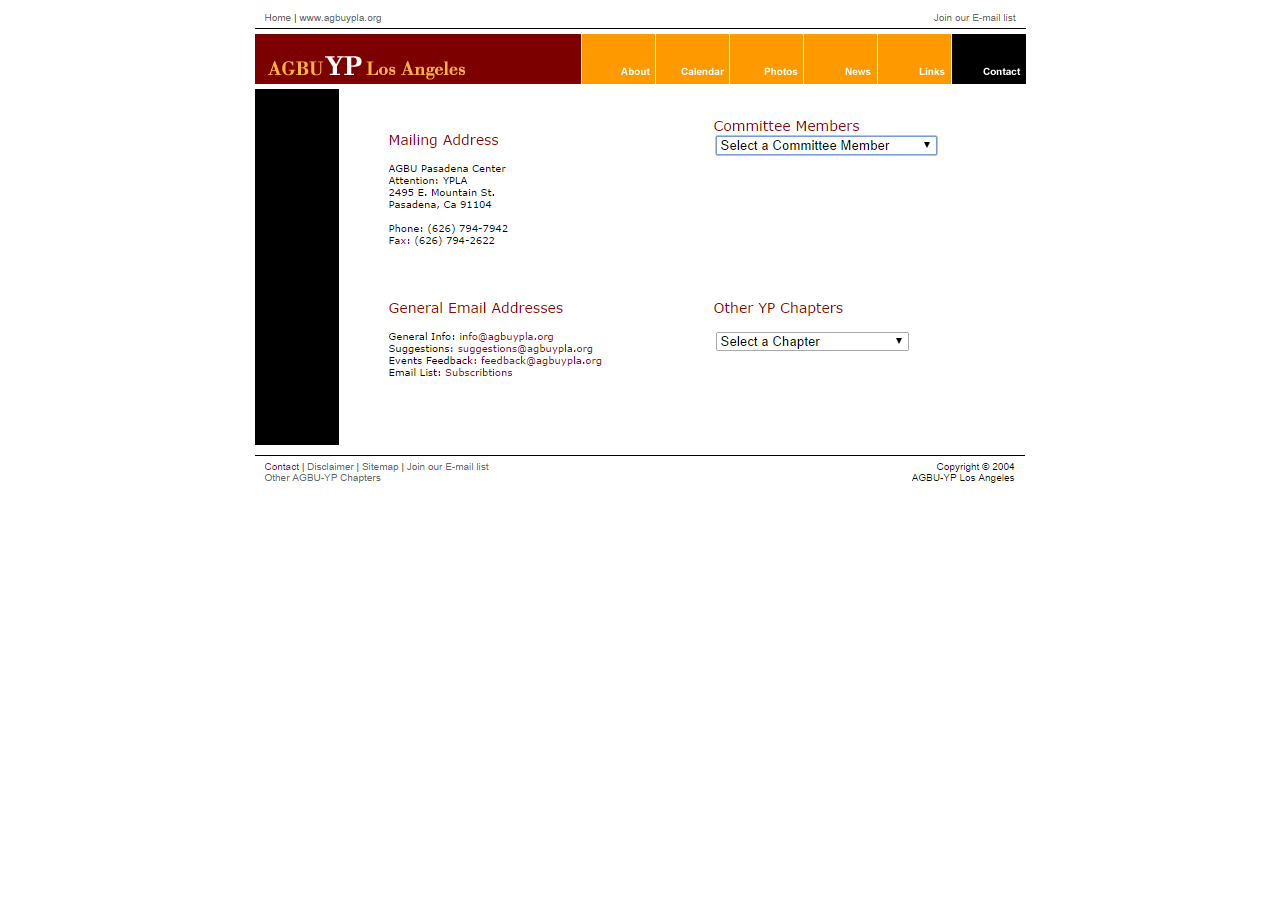 Home | www.agbuypla.org
Join our E-mail list
AGBU YP Los Angeles
About
Calendar
Photos
News
Links
Contact
Mailing Address
AGBU Pasadena Center
Attention: YPLA
2495 E. Mountain St.
Pasadena, Ca 91104
Phone: (626) 794-7942
Fax: (626) 794-2622
Committee Members
Select a Committee Member
General Email Addresses
General Info: info@agbuypla.org
Suggestions: suggestions@agbuypla.org
Events Feedback: feedback@agbuypla.org
Email List: Subscribtions
Other YP Chapters
Select a Chapter
Contact | Disclaimer | Sitemap | Join our E-mail list
Other AGBU-YP Chapters
Copyright © 2004
AGBU-YP Los Angeles